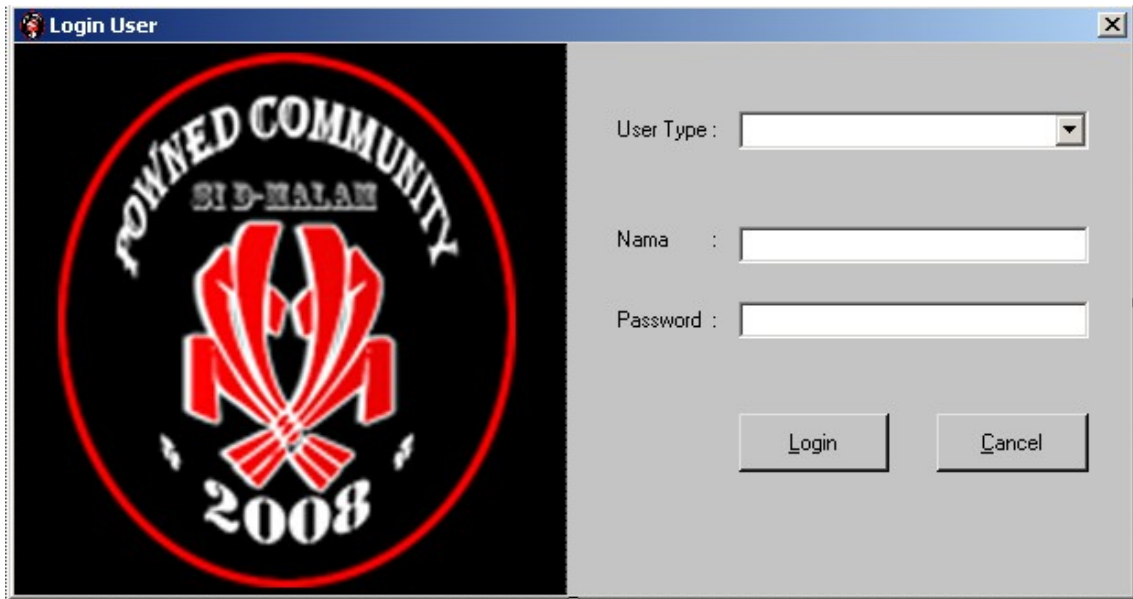 Login User
POWNED COMMUNITY
SI D-MALAM
2008
User Type :
Nama :
Password :
Login
Cancel